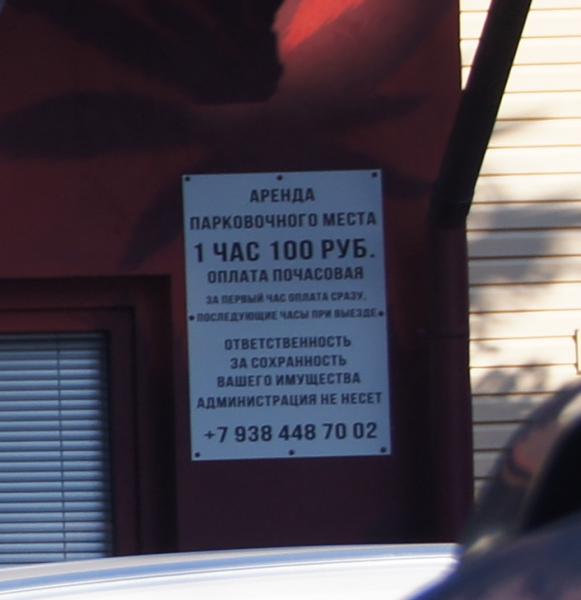 АРЕНДА
ПАРКОВОЧНОГО МЕСТА
1 ЧАС 100 РУБ.
ОПЛАТА ПОЧАСОВАЯ
ЗА ПЕРВЫЙ ЧАС ОПЛАТА СРАЗУ,
ПОСЛЕДУЮЩИЕ ЧАСЫ ПРИ ВЫЕЗДЕ
ОТВЕТСТВЕННОСТЬ
ЗА СОХРАННОСТЬ
ВАШЕГО ИМУЩЕСТВА
АДМИНИСТРАЦИЯ НЕ НЕСЕТ
+7 938 448 70 02